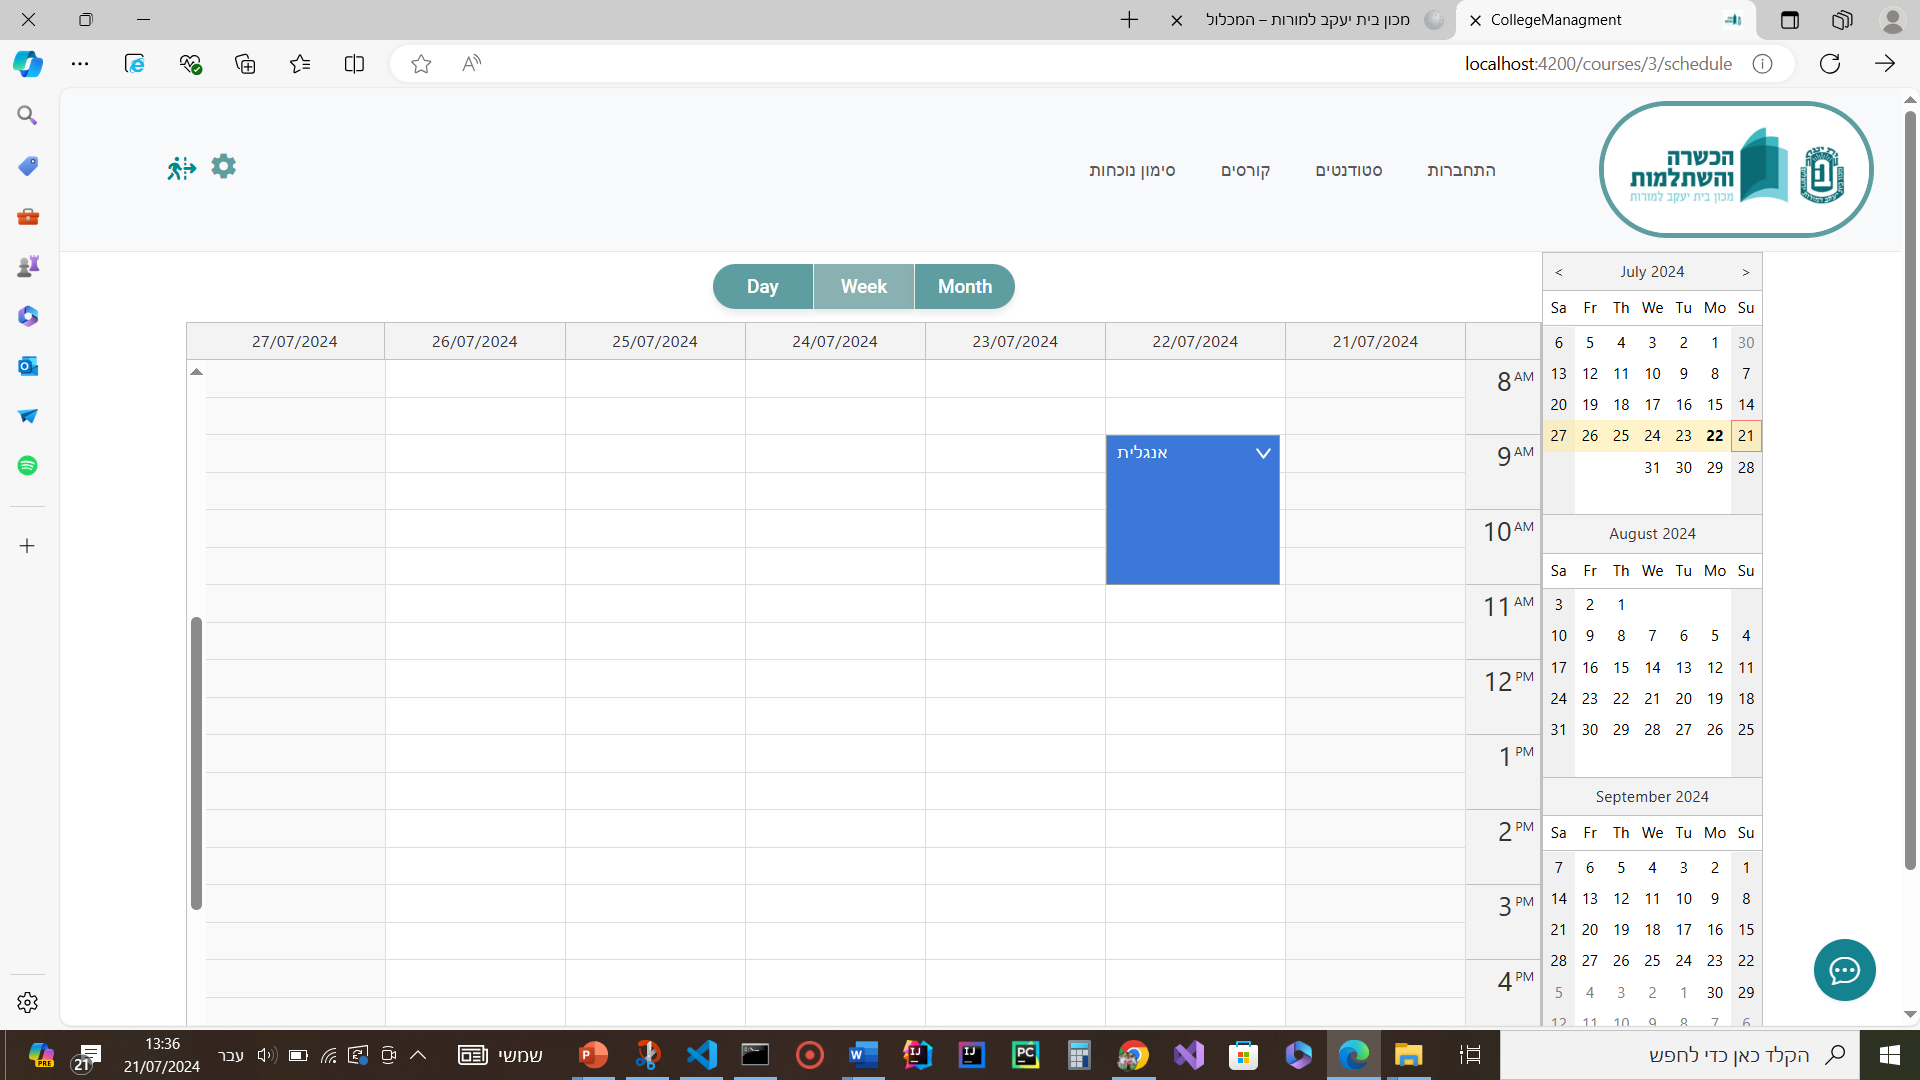 מכון בית יעקב למורות – המכלול
CollegeManagment
localhost:4200/courses/3/schedule
הכשרה
והשתלמות
מכון בית יעקב למורות
התחברות
סטודנטים
קורסים
סימון נוכחות
Day
Week
Month
27/07/2024 26/07/2024 25/07/2024 24/07/2024 23/07/2024 22/07/2024 21/07/2024
8 AM
9 AM
10 AM
11 AM
12 PM
1 PM
2 PM
3 PM
4 PM
אנגלית
< July 2024 >
Sa Fr Th We Tu Mo Su
6 5 4 3 2 1 30
13 12 11 10 9 8 7
20 19 18 17 16 15 14
27 26 25 24 23 22 21
31 30 29 28
August 2024
Sa Fr Th We Tu Mo Su
3 2 1
10 9 8 7 6 5 4
17 16 15 14 13 12 11
24 23 22 21 20 19 18
31 30 29 28 27 26 25
September 2024
Sa Fr Th We Tu Mo Su
7 6 5 4 3 2 1
14 13 12 11 10 9 8
21 20 19 18 17 16 15
28 27 26 25 24 23 22
5 4 3 2 1 30 29
12 11 10 9 8 7 6
PRE
21
13:36
21/07/2024
עבר
שמשי
הקלד כאן כדי לחפש